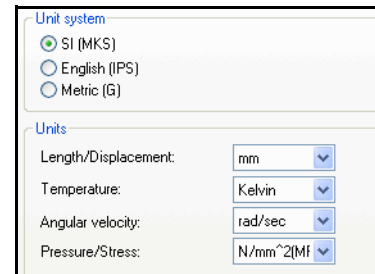 Unit system
SI (MKS)
English (IPS)
Metric (G)
Units
Length/Displacement: mm
Temperature: Kelvin
Angular velocity: rad/sec
Pressure/Stress: N/mm^2(MF